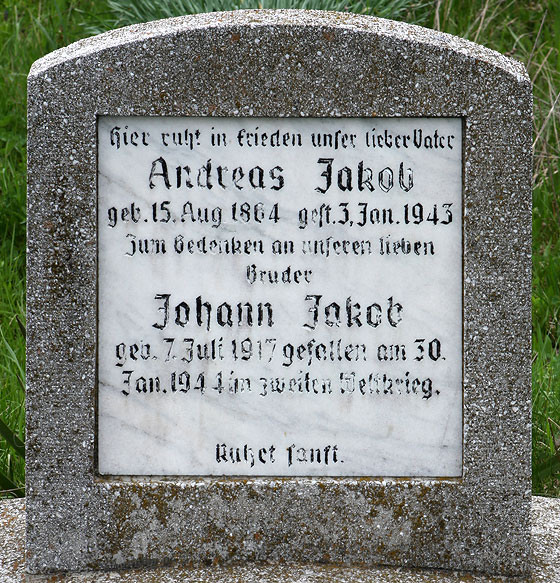 Hier ruht in Frieden unser lieber Vater
Andreas Jakob
geb. 15. Aug 1864 gest. 3. Jan. 1943
Zum Gedenken an unseren lieben
Bruder
Johann Jakob
geb. 7. Juli 1917 gefallen am 30.
Jan. 1944 im zweiten Weltkrieg.
Ruhet sanft.